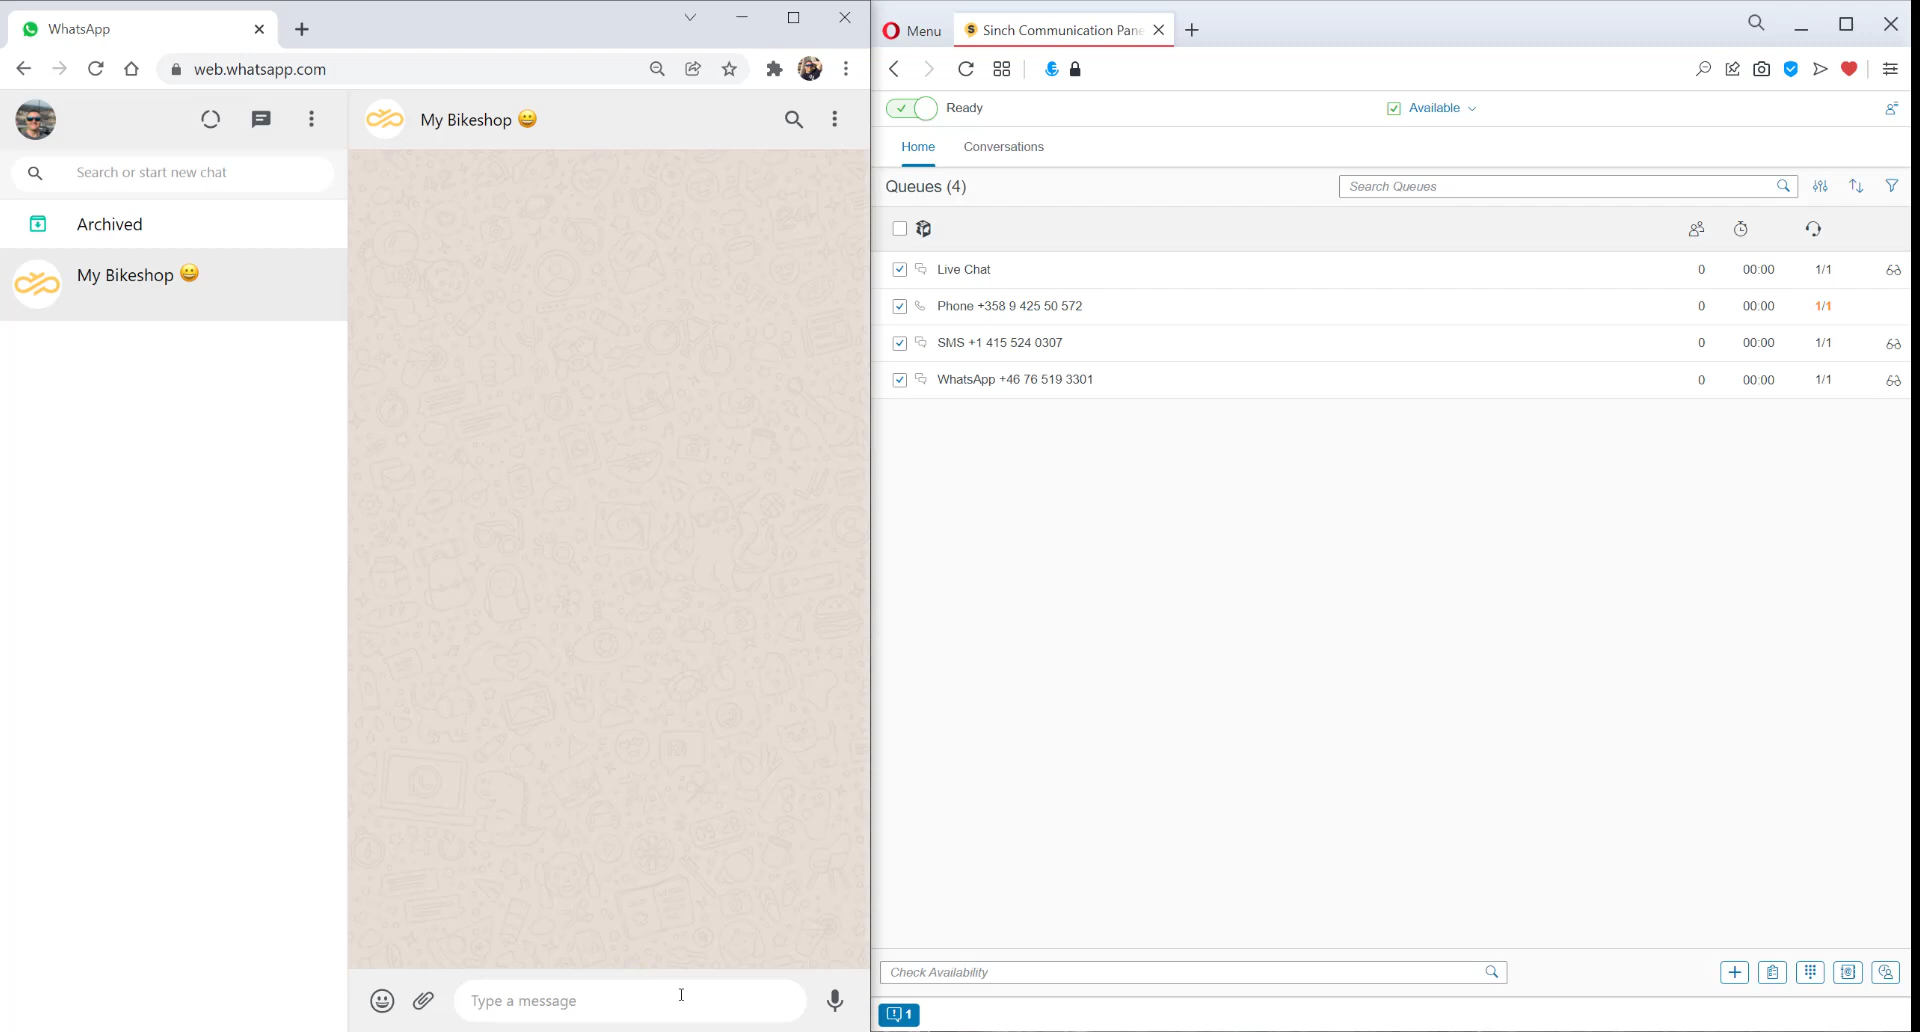 WhatsApp
web.whatsapp.com
Search or start new chat
Archived
My Bikeshop 😀
My Bikeshop 😀
Type a message
Menu
Sinch Communication Pane
Ready
Available
Home
Conversations
Queues (4)
Search Queues
Live Chat 0 00:00 1/1
Phone +358 9 425 50 572 0 00:00 1/1
SMS +1 415 524 0307 0 00:00 1/1
WhatsApp +46 76 519 3301 0 00:00 1/1
Check Availability
1